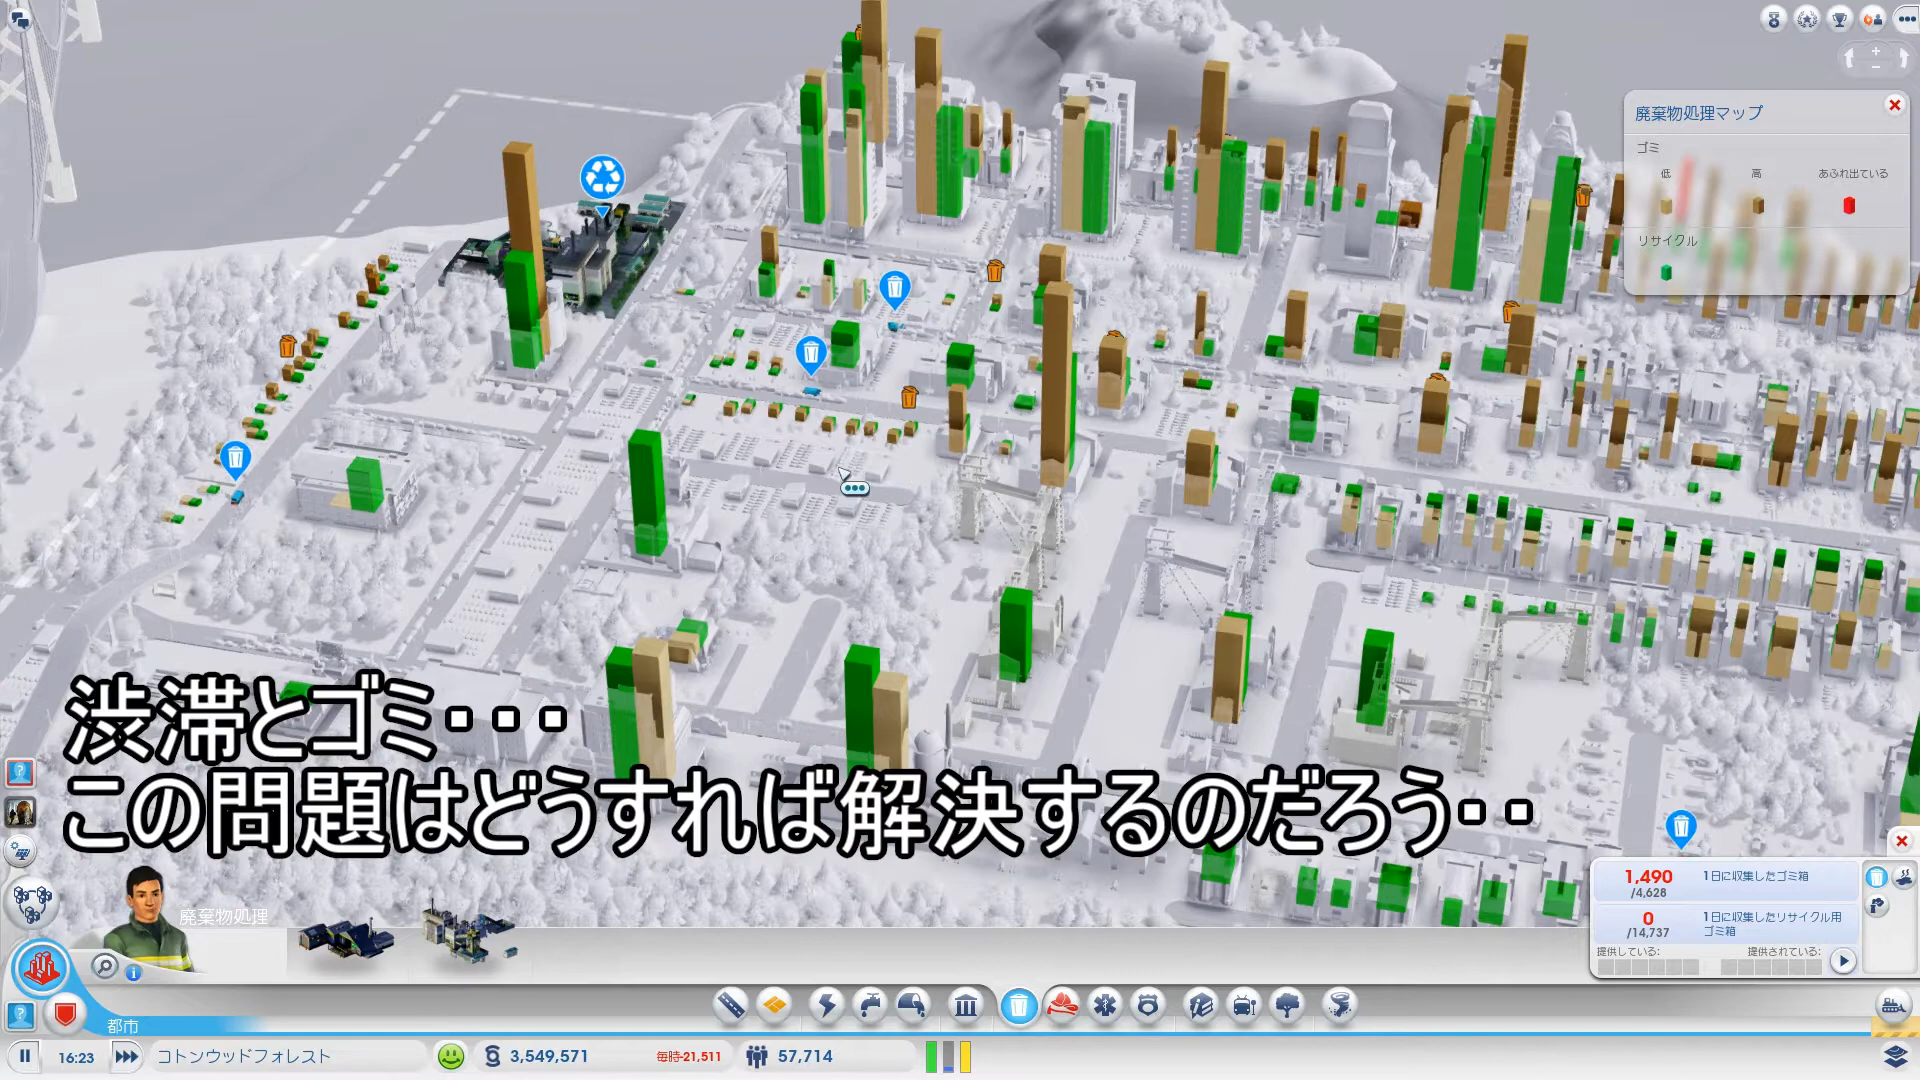 廃棄物処理マップ
ゴミ
低 高 あふれ出ている
リサイクル
渋滞とゴミ・・・
この問題はどうすれば解決するのだろう・・
1,490
/4,628
1日に収集したゴミ箱
0
/14,737
1日に収集したリサイクル用
ゴミ箱
提供している: 提供されている:
廃棄物処理
都市
16:23
コトンウッドフォレスト
3,549,571
毎時-21,511
57,714